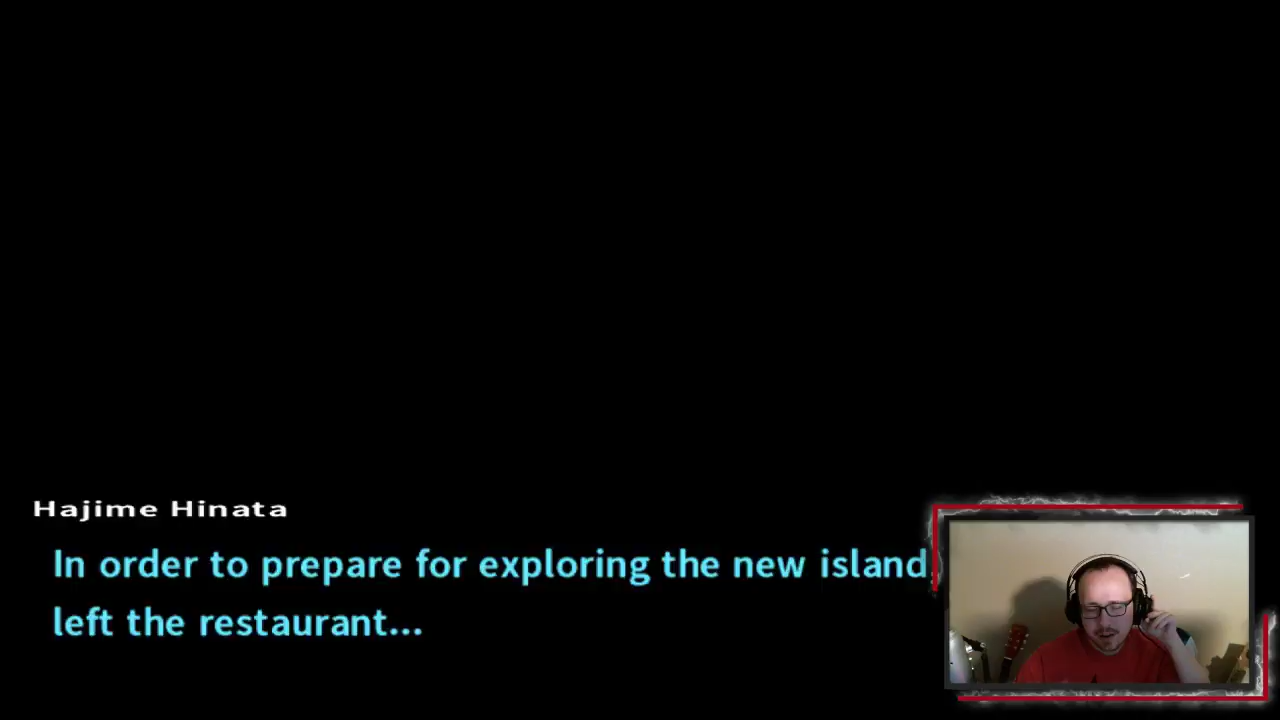 Hajime Hinata
In order to prepare for exploring the new island
left the restaurant...